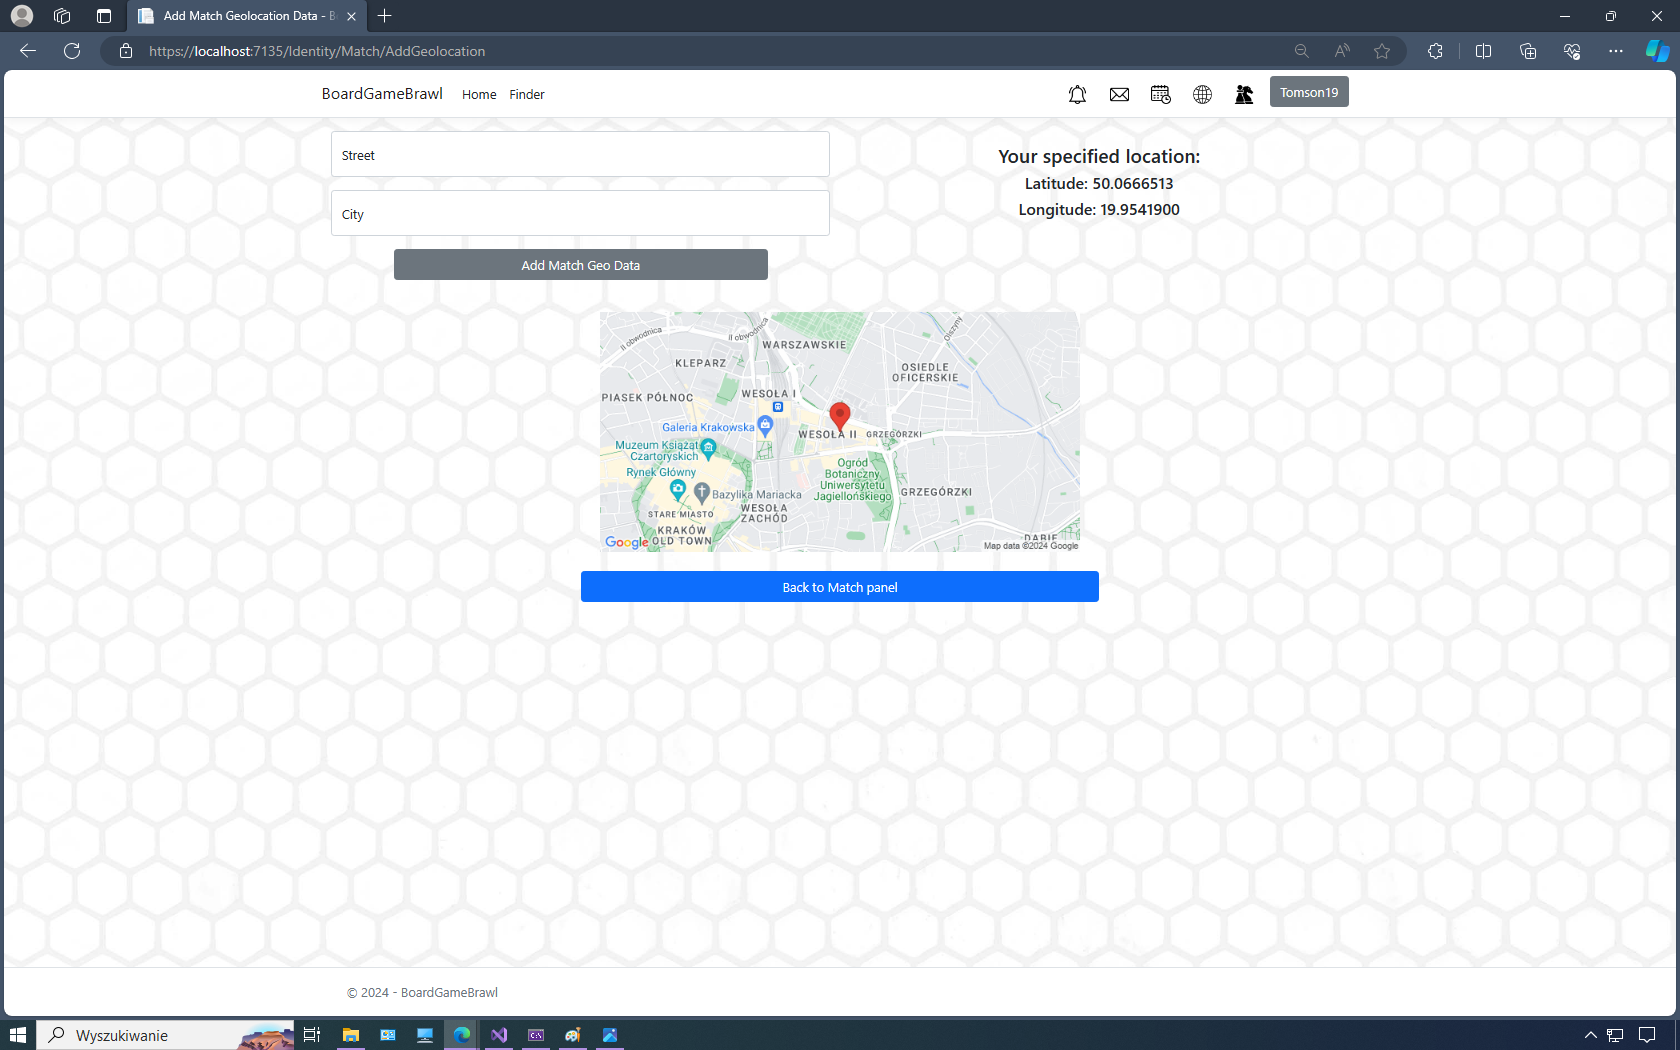 Add Match Geolocation Data - B
https://localhost:7135/Identity/Match/AddGeolocation
BoardGameBrawl Home Finder Tomson19
Street
City
Add Match Geo Data
Your specified location:
Latitude: 50.0666513
Longitude: 19.9541900
II obwodnica
II obwodnica
Olszyny
WARSZAWSKIE
KLEPARZ
OSIEDLE
OFICERSKIE
PIASEK PÓŁNOC
WESOŁA I
Galeria Krakowska
WESOŁA II
GRZEGÓRZKI
Muzeum Książąt
Czartoryskich
Rynek Główny
Ogród
Botaniczny
Uniwersytetu
Jagiellońskiego
GRZEGÓRZKI
Bazylika Mariacka
STARE MIASTO
WESOŁA
ZACHÓD
KRAKÓW
OLD TOWN
DĄBIE
Google
Map data ©2024 Google
Back to Match panel
© 2024 - BoardGameBrawl
Wyszukiwanie